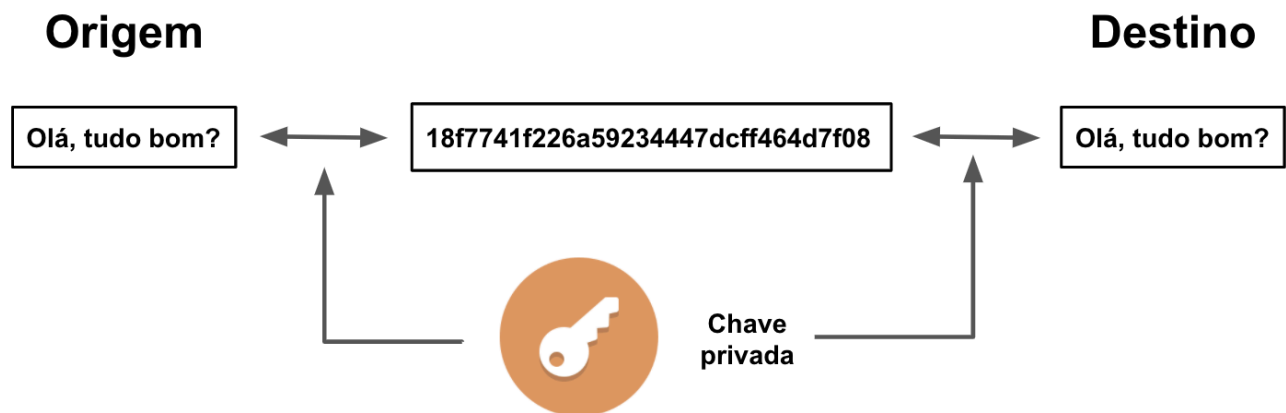 Origem
Destino
Olá, tudo bom?
18f7741f226a59234447dcff464d7f08
Olá, tudo bom?
Chave
privada